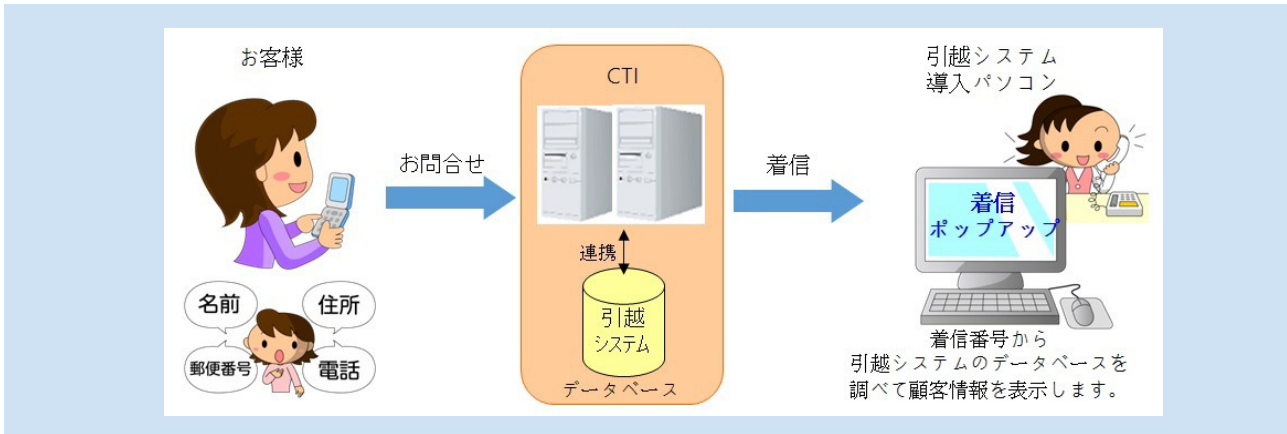 お客様
名前
住所
郵便番号
電話
お問合せ
CTI
連携
引越
システム
データベース
着信
引越システム
導入パソコン
着信
ポップアップ
着信番号から
引越システムのデータベースを
調べて顧客情報を表示します。